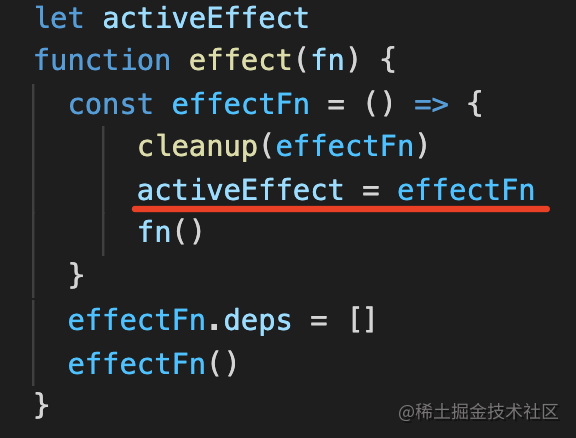 let activeEffect
function effect(fn) {
const effectFn = () => {
cleanup(effectFn)
activeEffect = effectFn
fn()
}
effectFn.deps = []
effectFn()
}
@稀土掘金技术社区